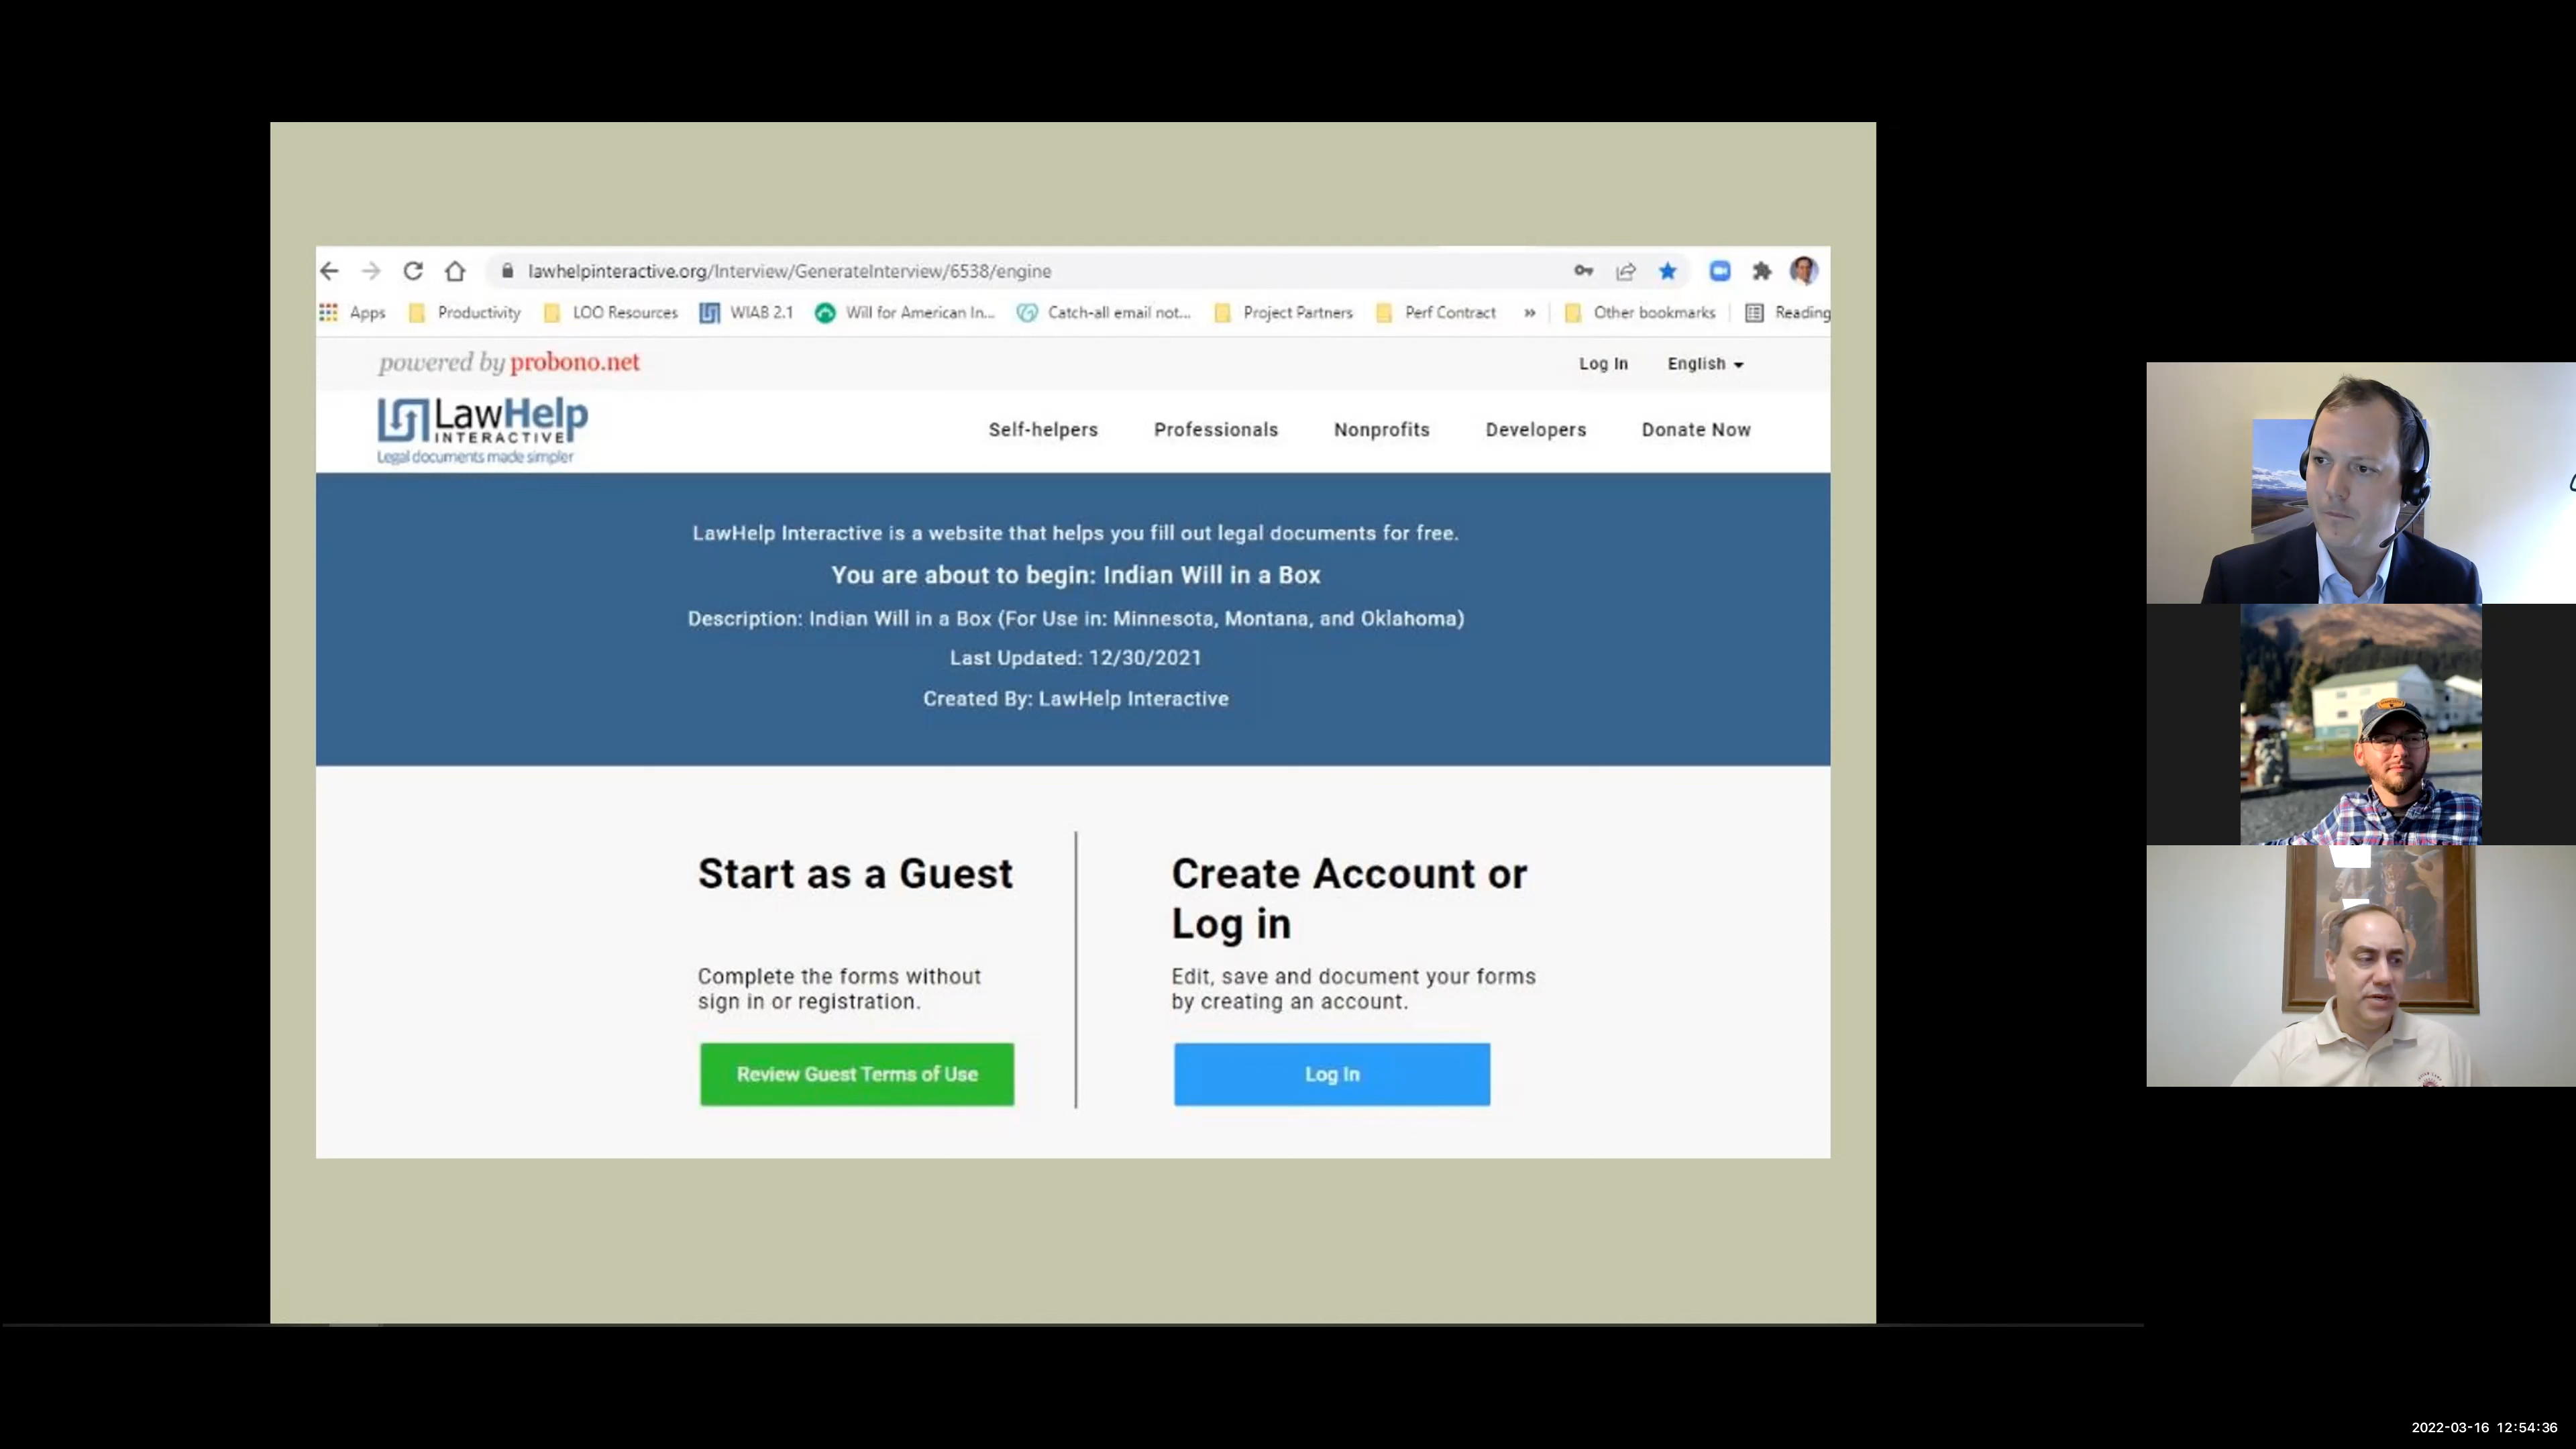 lawhelpinteractive.org/Interview/GenerateInterview/6538/engine
Apps Productivity LOO Resources WIAB 2.1 Will for American In... Catch-all email not... Project Partners Perf Contract » Other bookmarks Reading
powered by probono.net
Log In English
LawHelp
INTERACTIVE
Legal documents made simpler
Self-helpers Professionals Nonprofits Developers Donate Now
LawHelp Interactive is a website that helps you fill out legal documents for free.
You are about to begin: Indian Will in a Box
Description: Indian Will in a Box (For Use in: Minnesota, Montana, and Oklahoma)
Last Updated: 12/30/2021
Created By: LawHelp Interactive
Start as a Guest
Complete the forms without
sign in or registration.
Review Guest Terms of Use
Create Account or
Log in
Edit, save and document your forms
by creating an account.
Log In
2022-03-16 12:54:36